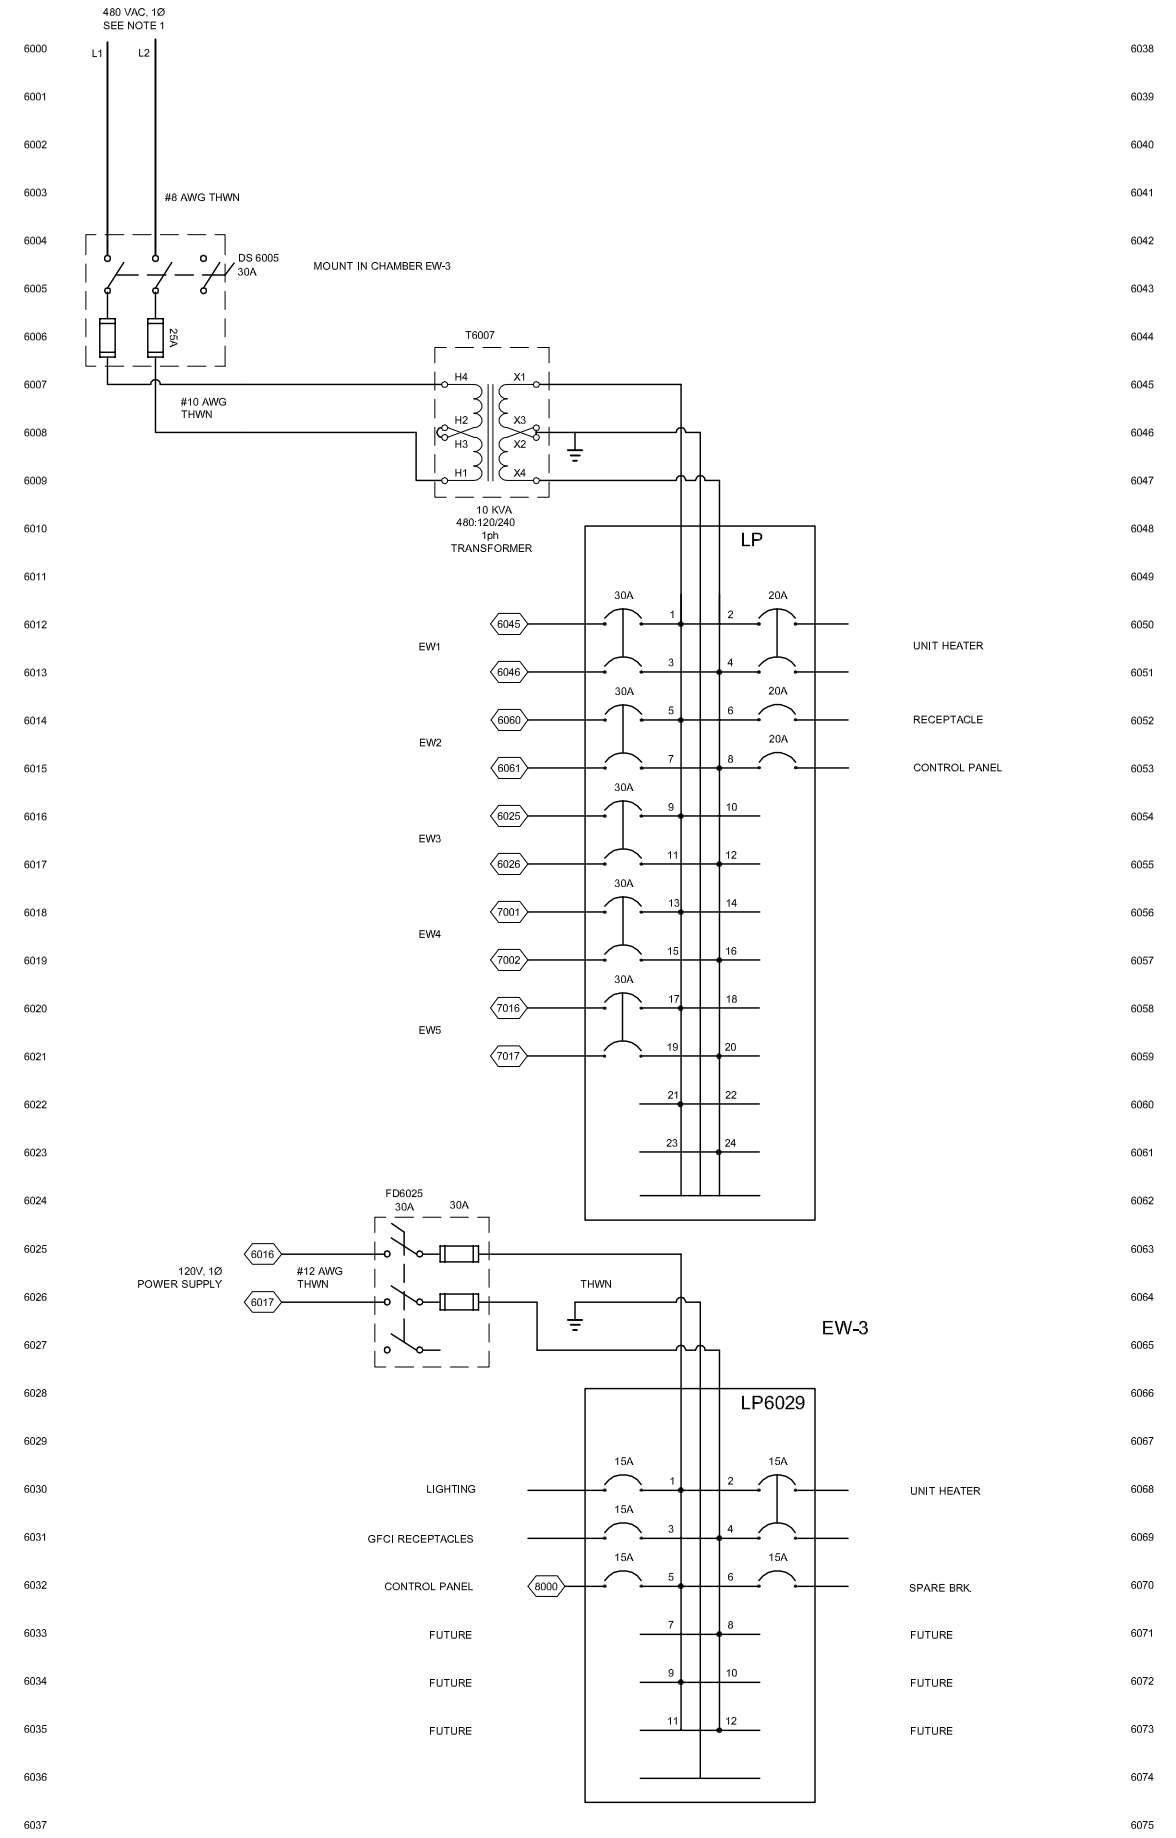 480 VAC, 1Ø
SEE NOTE 1
6000
L1
L2
6038
6001
6039
6002
6040
6003
#8 AWG THWN
6041
6004
6042
DS 6005
30A
MOUNT IN CHAMBER EW-3
6005
6043
6006
25A
T6007
6044
6007
H4
X1
6045
#10 AWG
THWN
H2
X3
6008
6046
H3
X2
6009
H1
X4
6047
10 KVA
480:120/240
1ph
TRANSFORMER
6010
6048
LP
6011
6049
30A
20A
6012
6045
1
2
6050
EW1
UNIT HEATER
6013
6046
3
4
6051
30A
20A
6014
6060
5
6
RECEPTACLE
6052
EW2
20A
6015
6061
7
8
CONTROL PANEL
6053
30A
6016
6025
9
10
6054
EW3
6017
6026
11
12
6055
30A
6018
7001
13
14
6056
EW4
6019
7002
15
16
6057
30A
6020
7016
17
18
6058
EW5
6021
7017
19
20
6059
6022
21
22
6060
6023
23
24
6061
FD6025
30A
30A
6024
6062
6025
6016
6063
120V, 1Ø
POWER SUPPLY
#12 AWG
THWN
THWN
6026
6017
6064
EW-3
6027
6065
6028
6066
LP6029
6029
6067
15A
15A
6030
LIGHTING
1
2
UNIT HEATER
6068
15A
6031
GFCI RECEPTACLES
3
4
6069
15A
15A
6032
CONTROL PANEL
8000
5
6
SPARE BRK.
6070
6033
FUTURE
7
8
FUTURE
6071
6034
FUTURE
9
10
FUTURE
6072
6035
FUTURE
11
12
FUTURE
6073
6036
6074
6037
6075